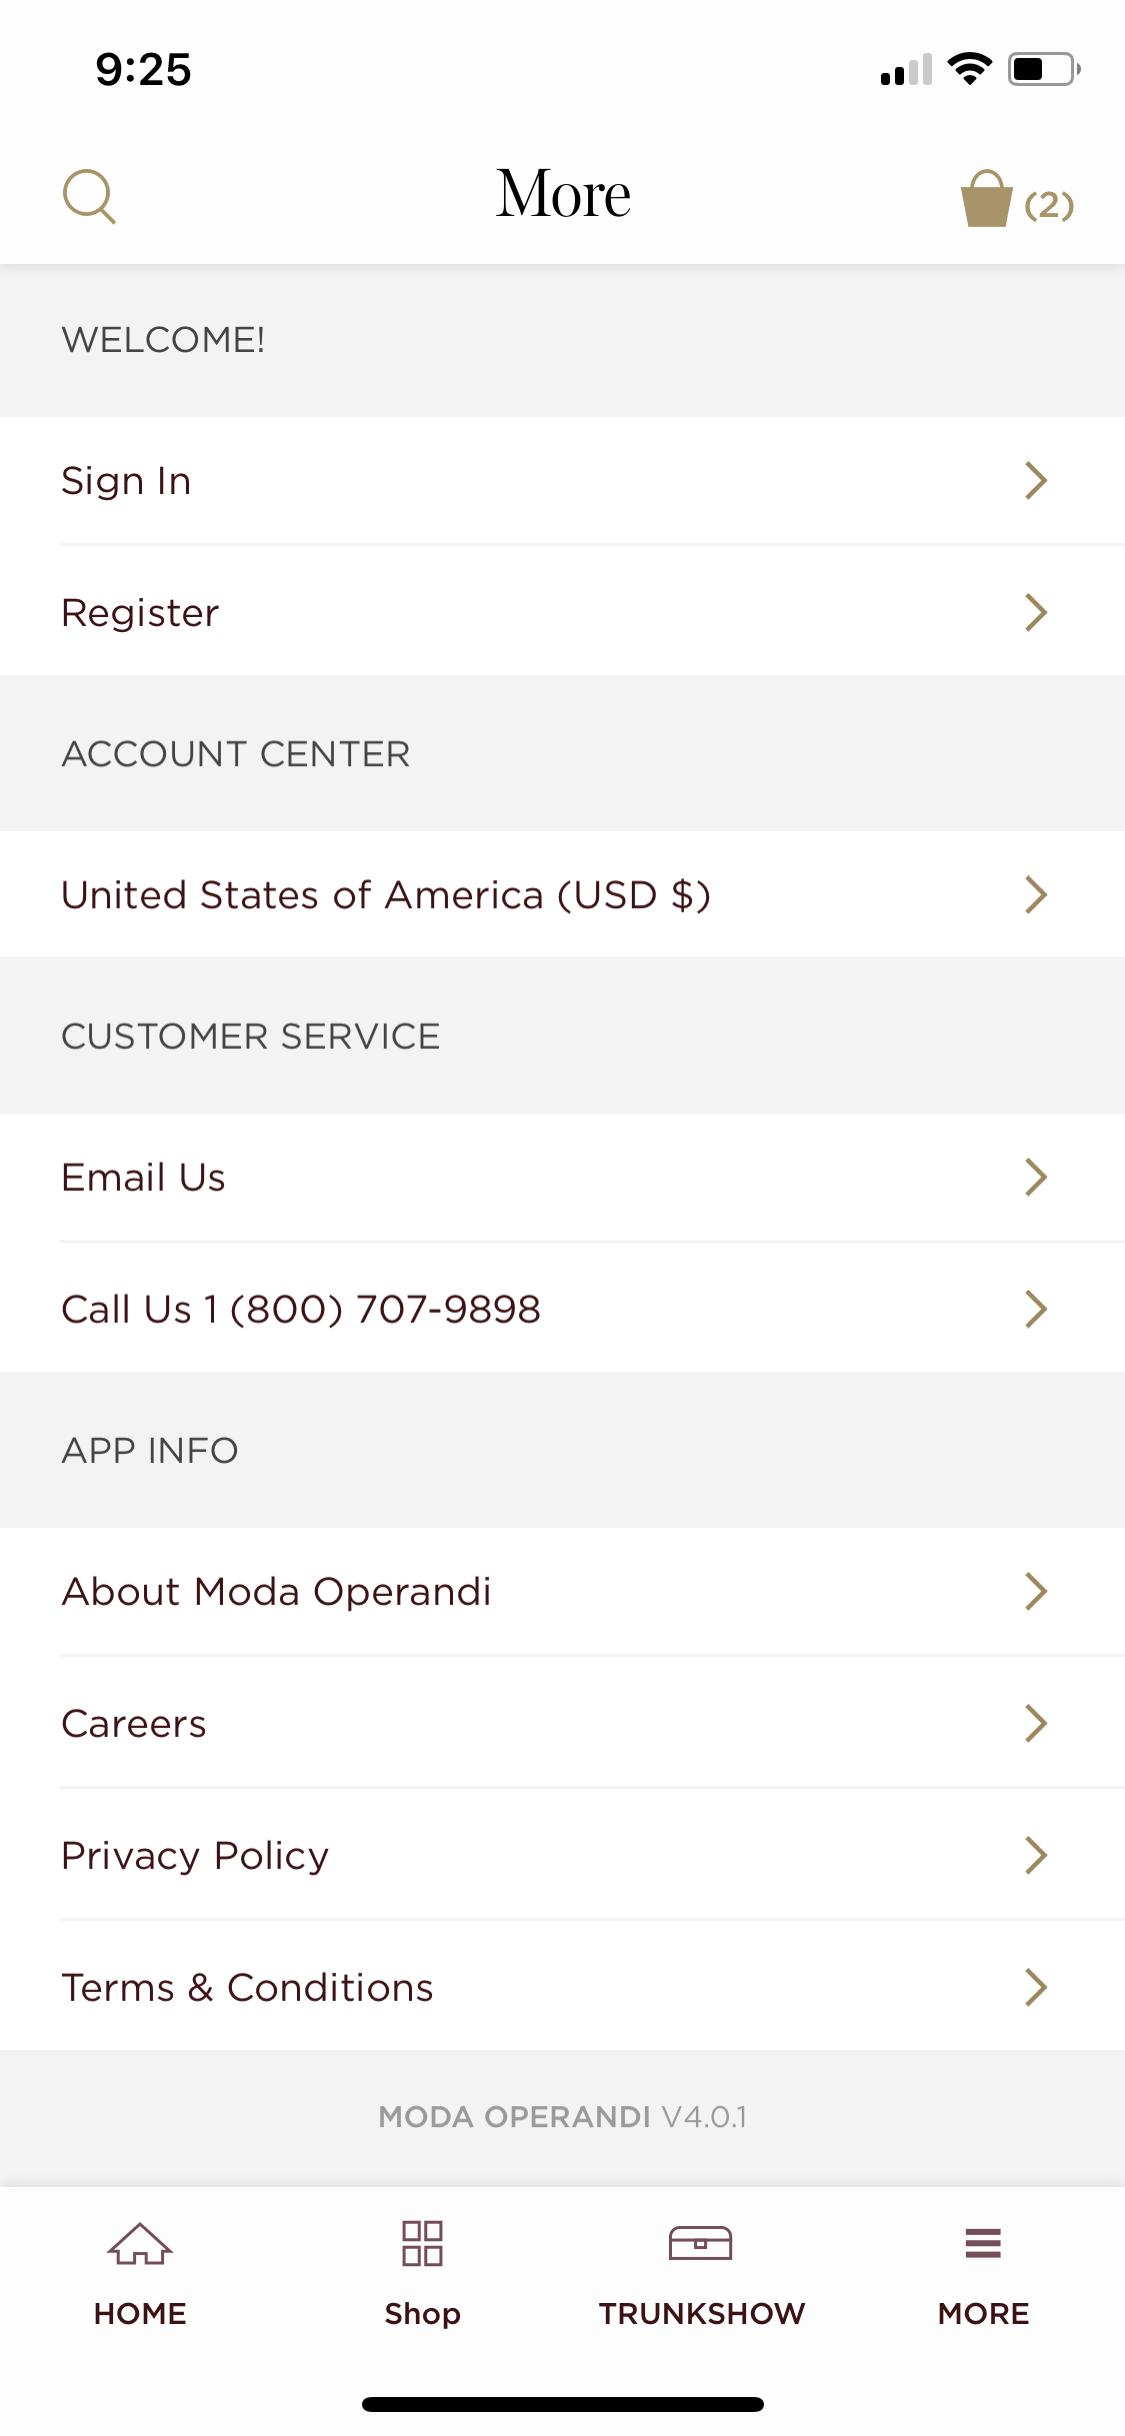 9:25
More
(2)
WELCOME!
Sign In
Register
ACCOUNT CENTER
United States of America (USD $)
CUSTOMER SERVICE
Email Us
Call Us 1 (800) 707-9898
APP INFO
About Moda Operandi
Careers
Privacy Policy
Terms & Conditions
MODA OPERANDI V4.0.1
HOME Shop TRUNKSHOW MORE